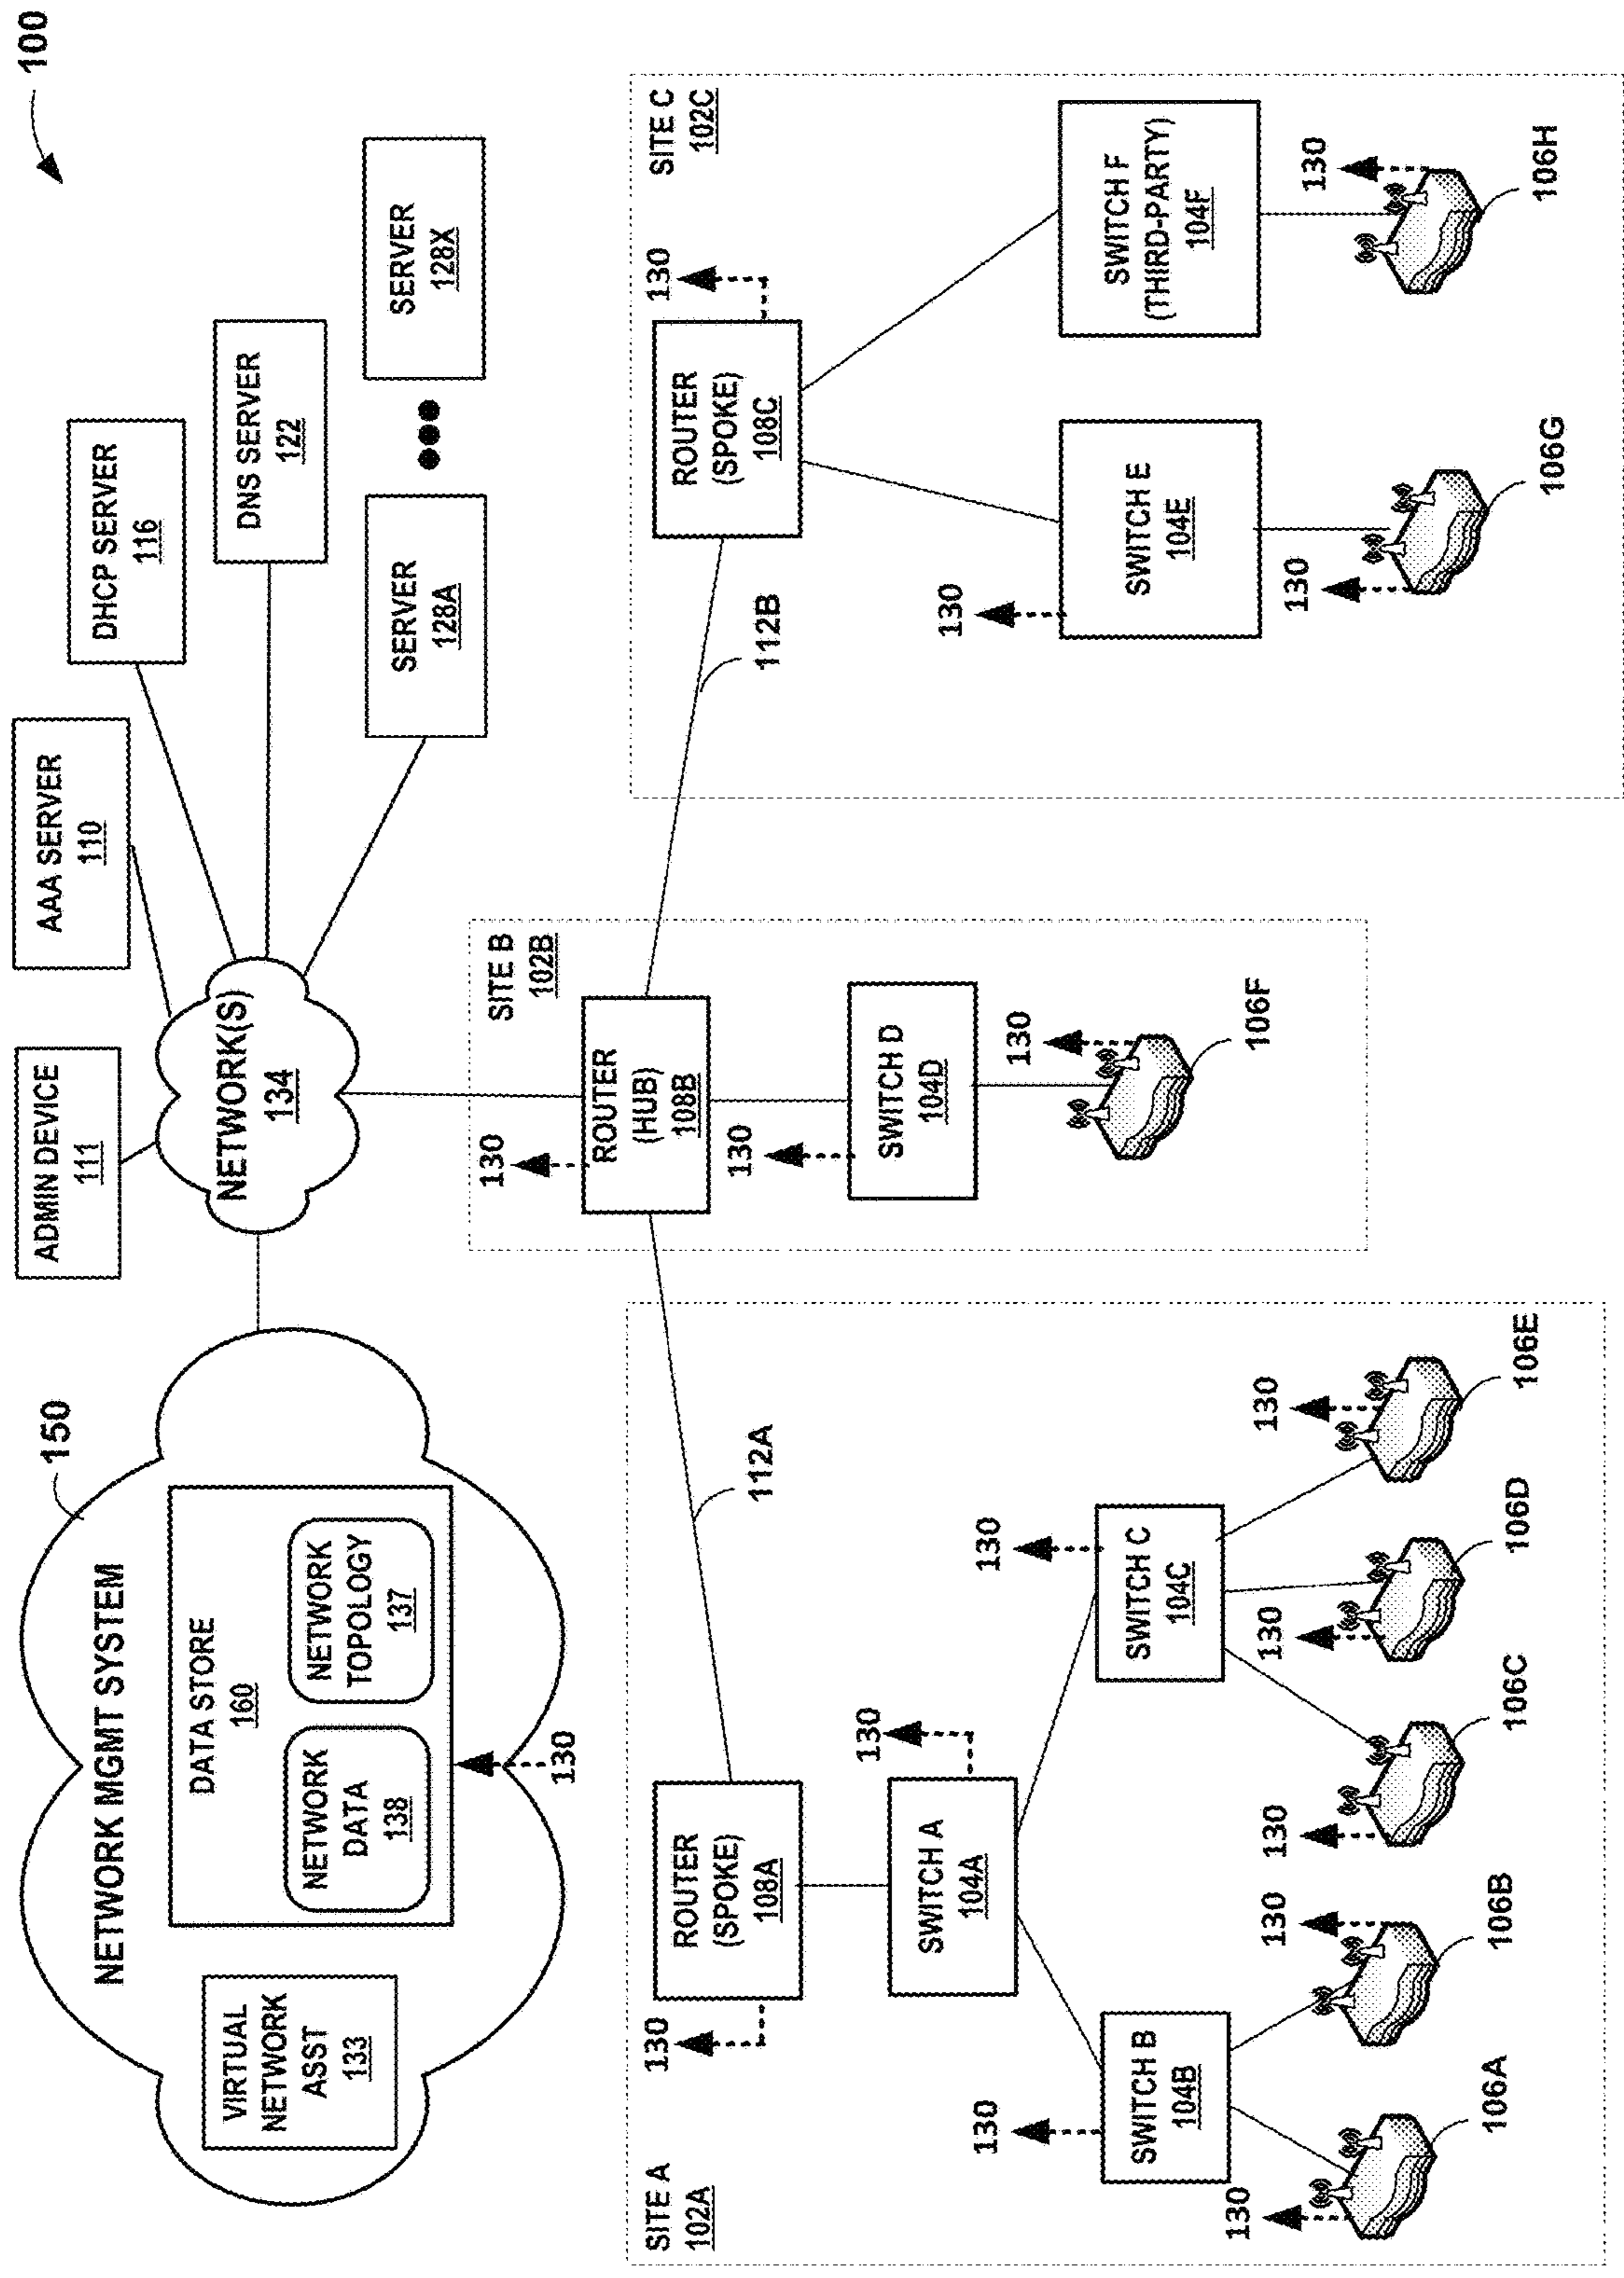 100
NETWORK MGMT SYSTEM
150
VIRTUAL
NETWORK
ASST
133
DATA STORE
160
NETWORK
DATA
138
NETWORK
TOPOLOGY
137
130
ADMIN DEVICE
111
AAA SERVER
110
NETWORK(S)
134
DHCP SERVER
116
DNS SERVER
122
SERVER
128A
SERVER
128X
SITE A
102A
130
ROUTER
(SPOKE)
108A
112A
130
SWITCH A
104A
130
SWITCH B
104B
130
SWITCH C
104C
130
106A
130
106B
130
106C
130
106D
130
106E
SITE B
102B
130
ROUTER
(HUB)
108B
112B
130
SWITCH D
104D
130
106F
SITE C
102C
ROUTER
(SPOKE)
108C
130
130
SWITCH E
104E
SWITCH F
(THIRD-PARTY)
104F
130
106G
130
106H